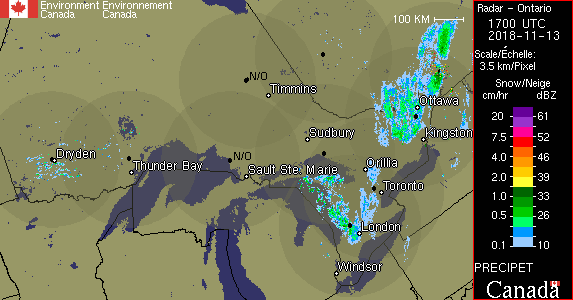 Environment Environnement
Canada Canada
100 KM
N/O
Timmins
Ottawa
Sudbury
Kingston
Dryden
Thunder Bay
N/O
Sault Ste. Marie
Orillia
Toronto
London
Windsor
Radar - Ontario
1700 UTC
2018-11-13
Scale/Échelle:
3.5 km/Pixel
Snow/Neige
cm/hr dBZ
20 61
7.5 52
4.0 46
2.0 39
1.0 33
0.5 26
0.1 10
PRECIPET
Canada